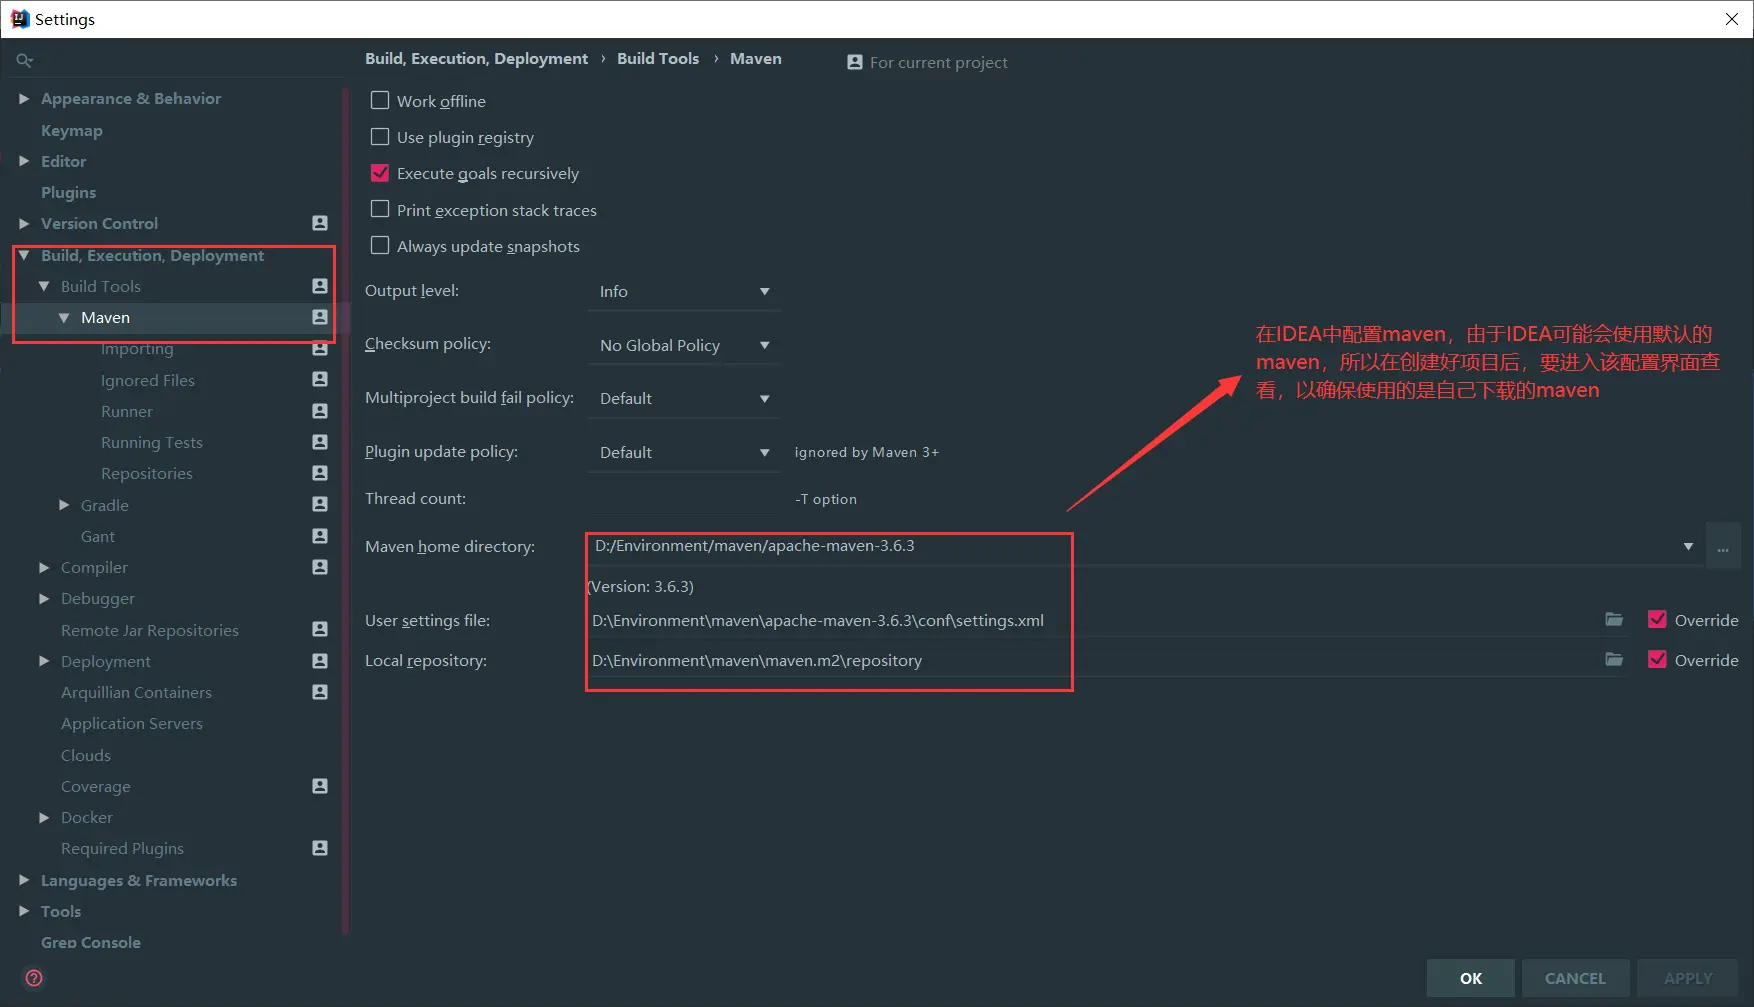 Settings
Build, Execution, Deployment › Build Tools › Maven
For current project
Appearance & Behavior
Keymap
Editor
Plugins
Version Control
Build, Execution, Deployment
Build Tools
Maven
Importing
Ignored Files
Runner
Running Tests
Repositories
Gradle
Gant
Compiler
Debugger
Remote Jar Repositories
Deployment
Arquillian Containers
Application Servers
Clouds
Coverage
Docker
Required Plugins
Languages & Frameworks
Tools
Grep Console
Work offline
Use plugin registry
Execute goals recursively
Print exception stack traces
Always update snapshots
Output level: Info
Checksum policy: No Global Policy
Multiproject build fail policy: Default
Plugin update policy: Default ignored by Maven 3+
Thread count: -T option
Maven home directory: D:/Environment/maven/apache-maven-3.6.3 ...
(Version: 3.6.3)
User settings file: D:\Environment\maven\apache-maven-3.6.3\conf\settings.xml Override
Local repository: D:\Environment\maven\maven.m2\repository Override
在IDEA中配置maven，由于IDEA可能会使用默认的
maven，所以在创建好项目后，要进入该配置界面查
看，以确保使用的是自己下载的maven
?
OK CANCEL APPLY